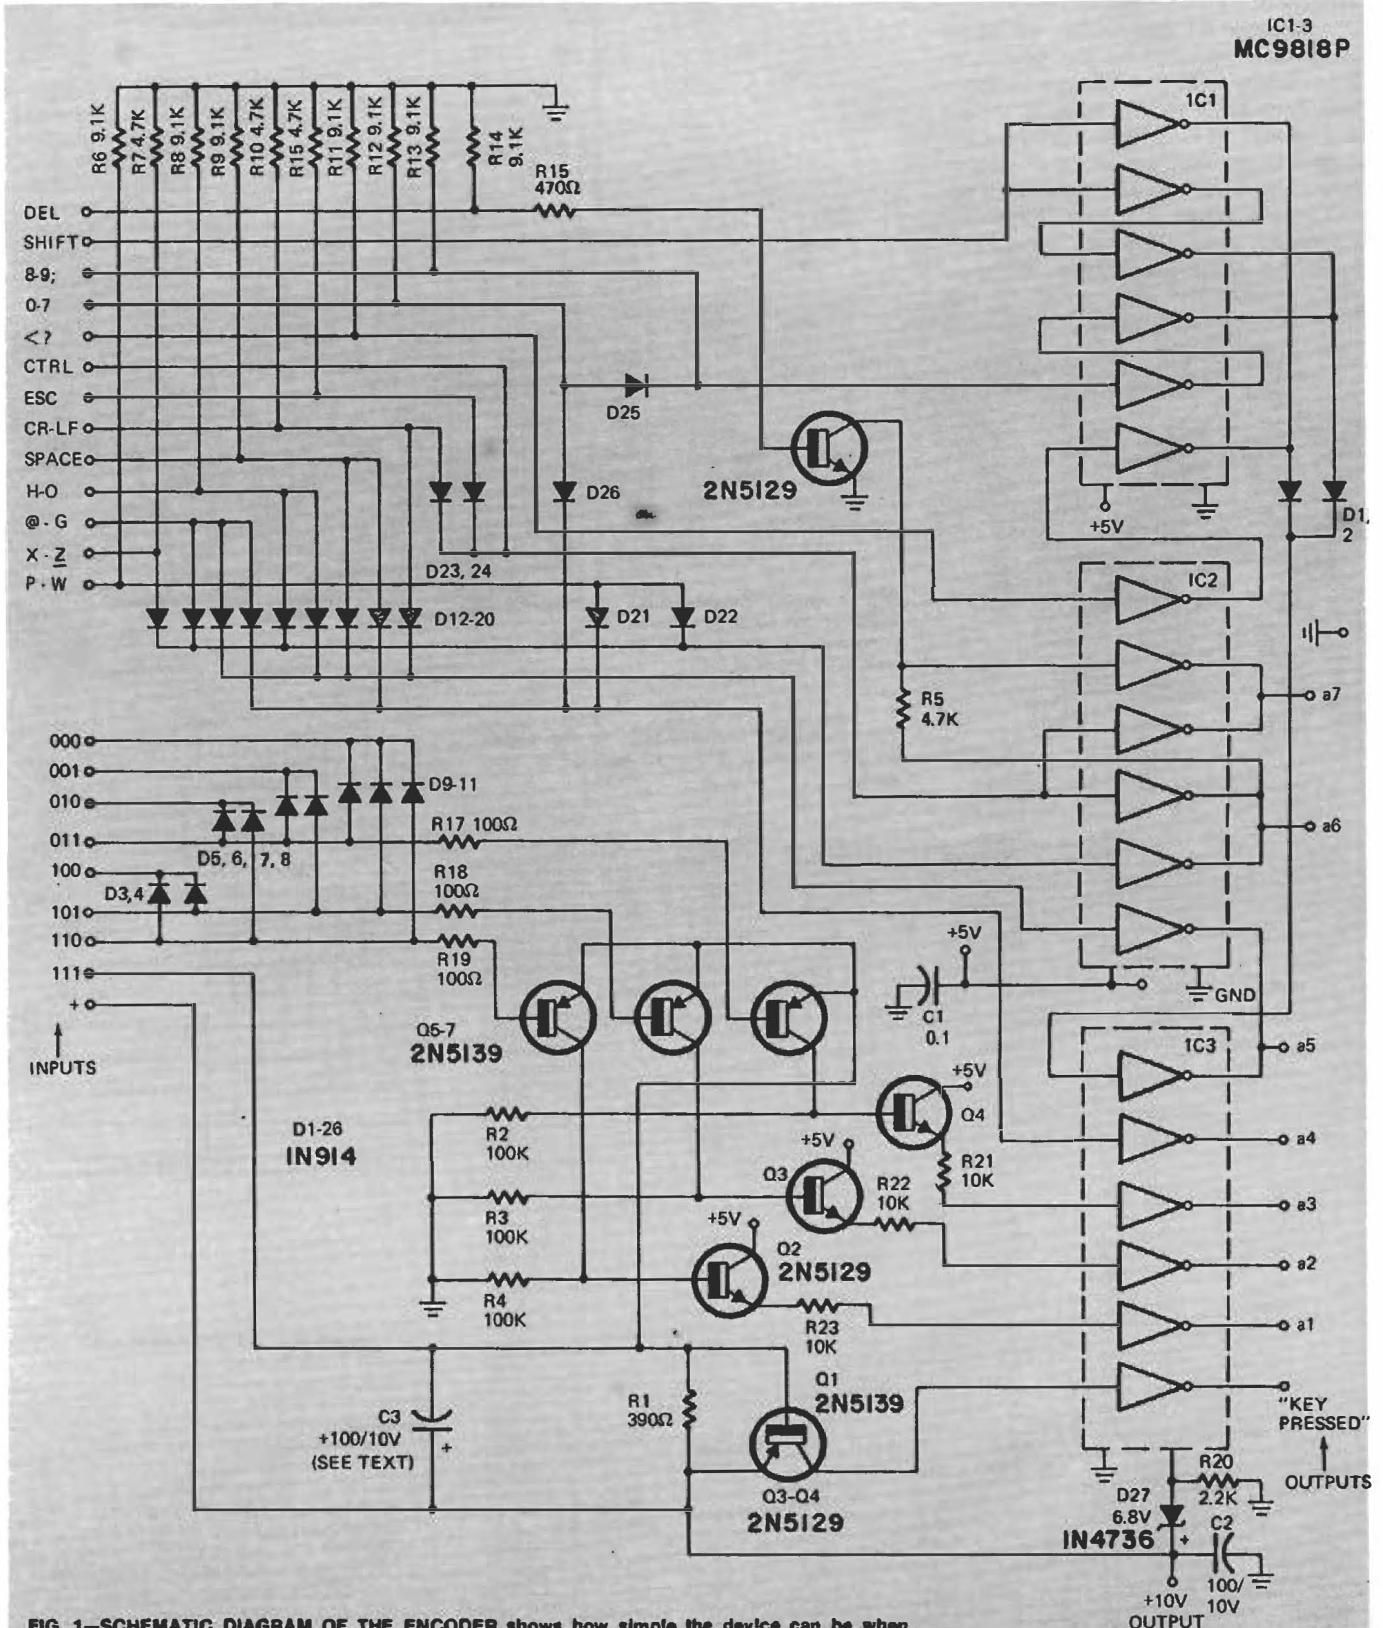 IC1-3
MC9818P
R6 9.1K
R7 4.7K
R8 9.1K
R9 9.1K
R10 4.7K
R15 4.7K
R11 9.1K
R12 9.1K
R13 9.1K
R14
9.1K
R15
470Ω
1C1
DEL
SHIFT
8-9;
0-7
<?
CTRL
ESC
CR-LF
SPACE
H-O
@-G
X-Z
P-W
D25
D26
2N5129
+5V
D1,
2
D23, 24
D12-20
D21
D22
IC2
R5
4.7K
a7
a6
000
001
010
011
100
101
110
111
+
INPUTS
D9-11
D5, 6, 7, 8
D3,4
R17 100Ω
R18
100Ω
R19
100Ω
+5V
C1
0.1
GND
Q5-7
2N5139
1C3
a5
D1-26
IN914
R2
100K
R3
100K
R4
100K
+5V
Q4
+5V
Q3
R21
10K
R22
10K
+5V
Q2
2N5129
R23
10K
a4
a3
a2
a1
"KEY
PRESSED"
OUTPUTS
R1
390Ω
Q1
2N5139
C3
+100/10V
(SEE TEXT)
+
Q3-Q4
2N5129
R20
2.2K
D27
6.8V
IN4736
+
C2
100/
10V
+10V
OUTPUT
FIG. 1—SCHEMATIC DIAGRAM OF THE ENCODER shows how simple the device can be when